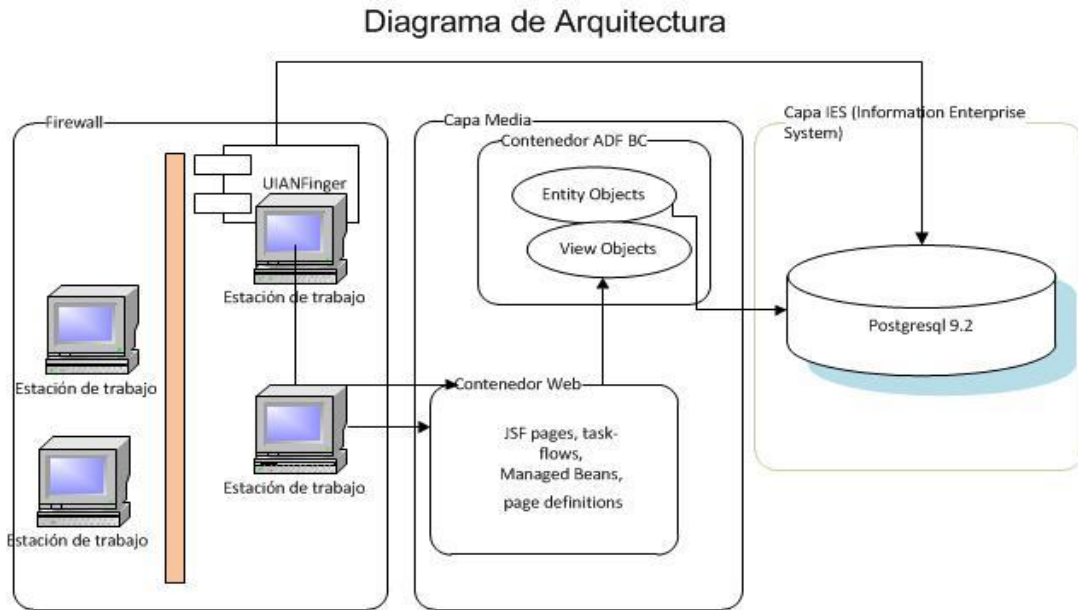 Diagrama de Arquitectura
Firewall
UIANFinger
Estación de trabajo
Estación de trabajo
Estación de trabajo
Estación de trabajo
Capa Media
Contenedor ADF BC
Entity Objects
View Objects
Contenedor Web
JSF pages, task-
flows,
Managed Beans,
page definitions
Capa IES (Information Enterprise
System)
Postgresql 9.2